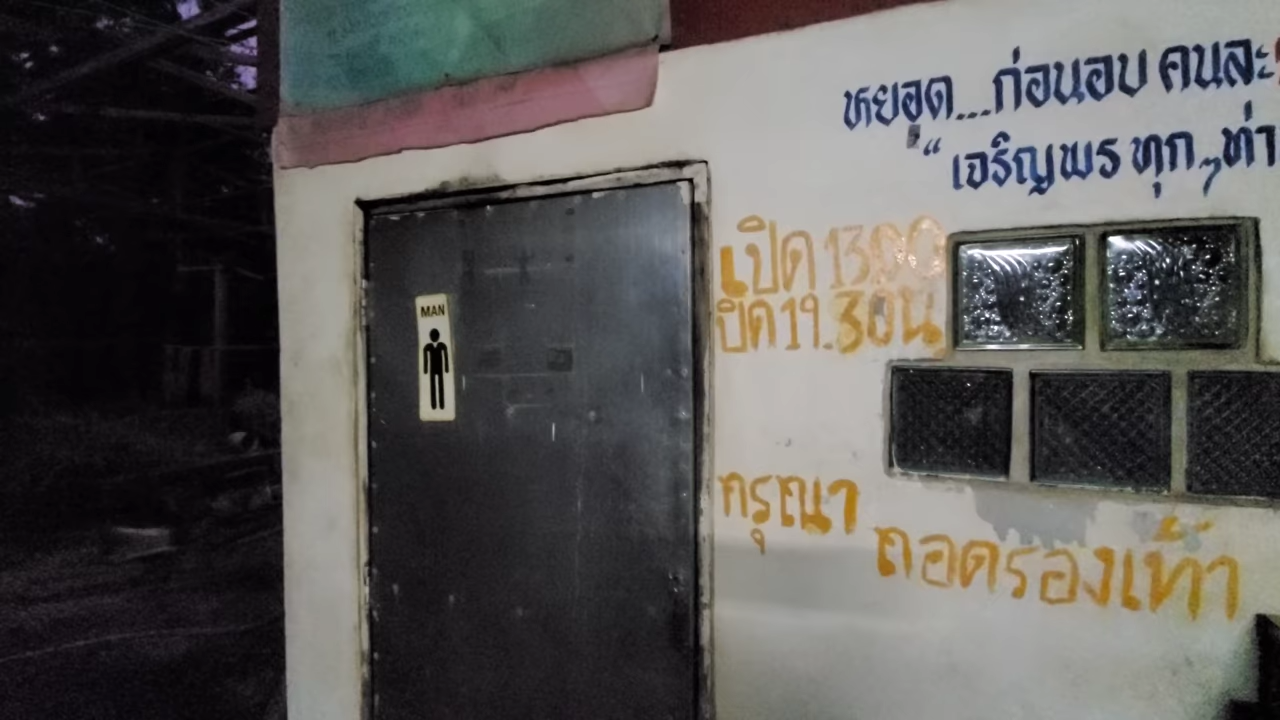 หยอด...ก่อนอบ คนละ
“เจริญพร ทุกๆท่า
MAN
เปิด 13.00
ปิด 19.30น
กรุณา
ถอดรองเท้า